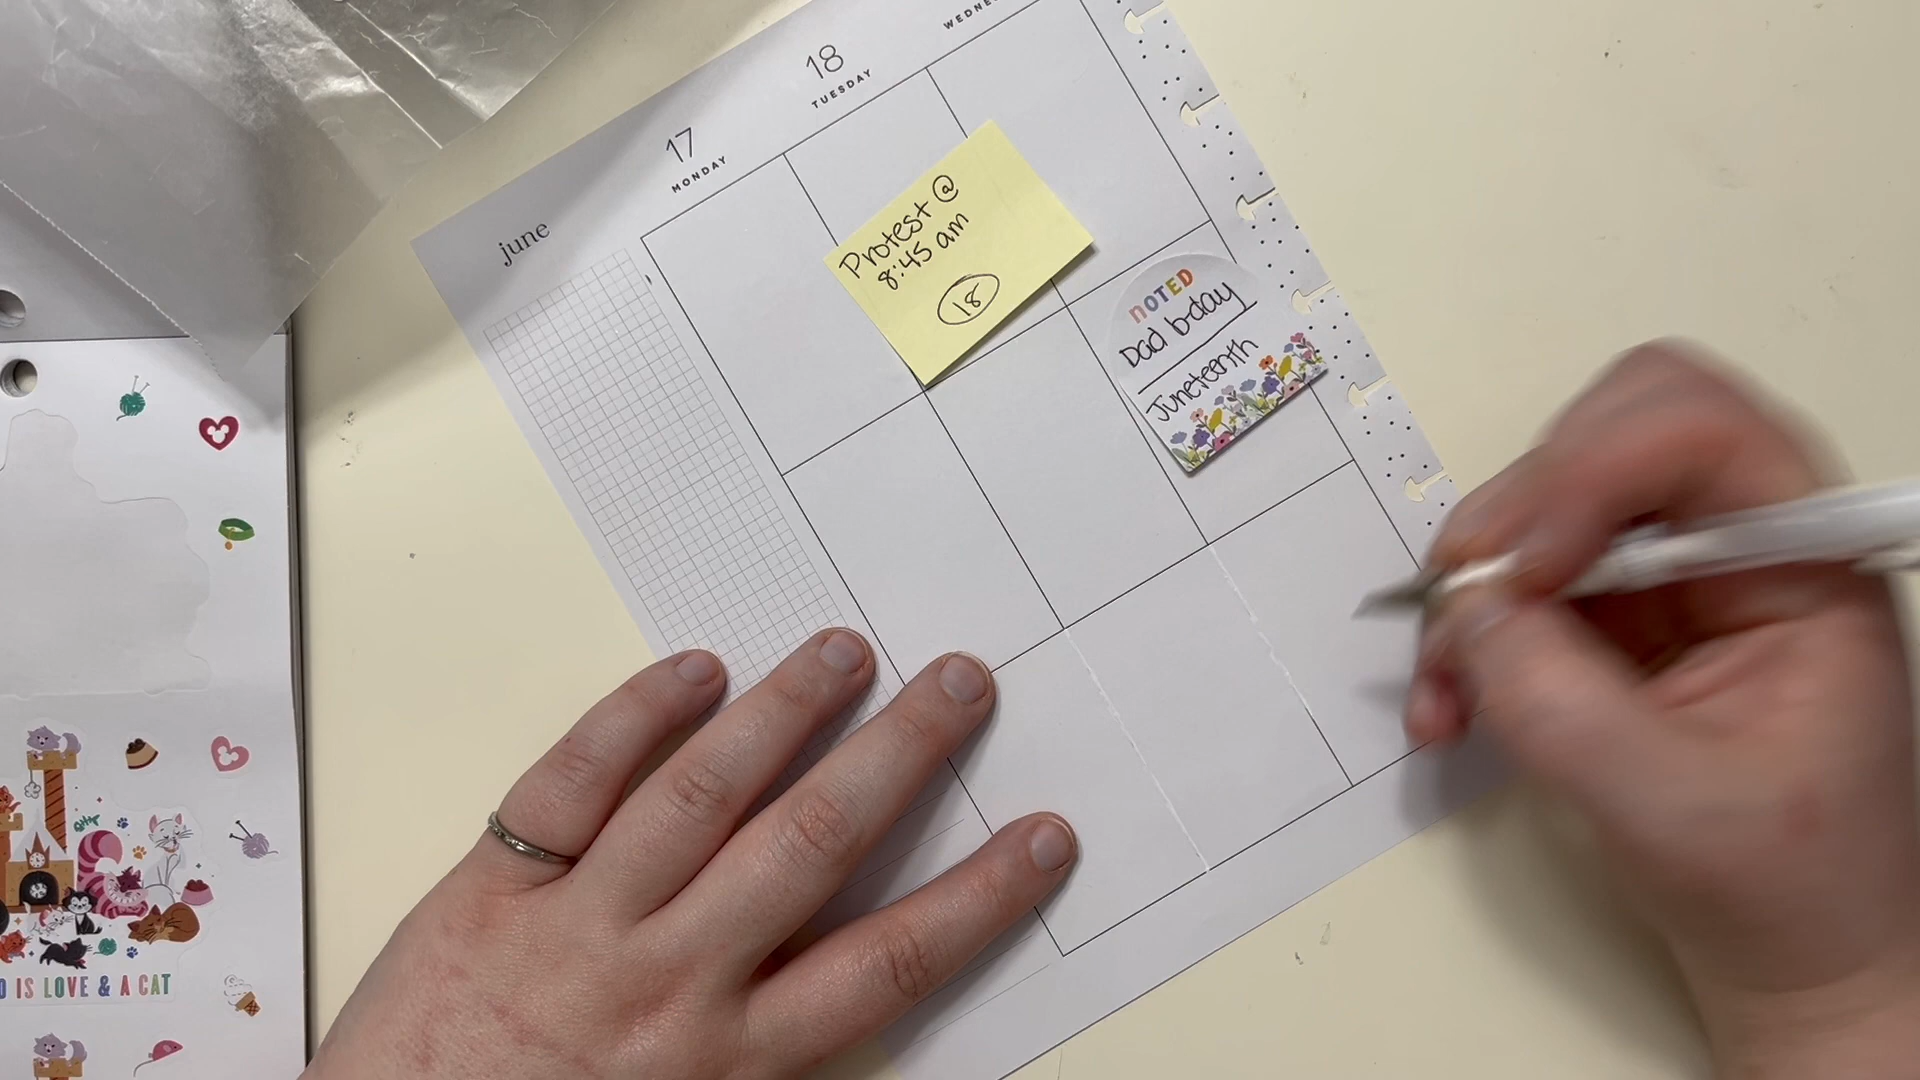 WEDNE
18
TUESDAY
17
MONDAY
june
Protest @
8:45 am
18
nOTED
Dad b-day
Juneteenth
IS LOVE & A CAT